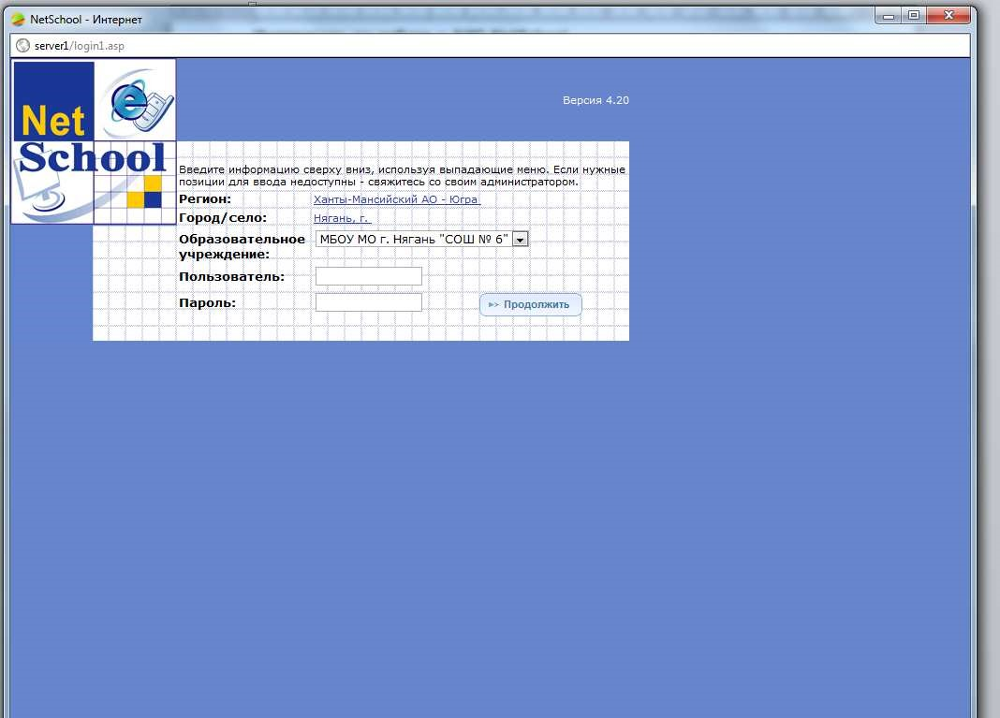 NetSchool - Интернет
server1/login1.asp
Net
School
Версия 4.20
Введите информацию сверху вниз, используя выпадающие меню. Если нужные
позиции для ввода недоступны - свяжитесь со своим администратором.
Регион: Ханты-Мансийский АО - Югра
Город/село: Нягань, г.
Образовательное МБОУ МО г. Нягань "СОШ № 6"
учреждение:
Пользователь:
Пароль: Продолжить